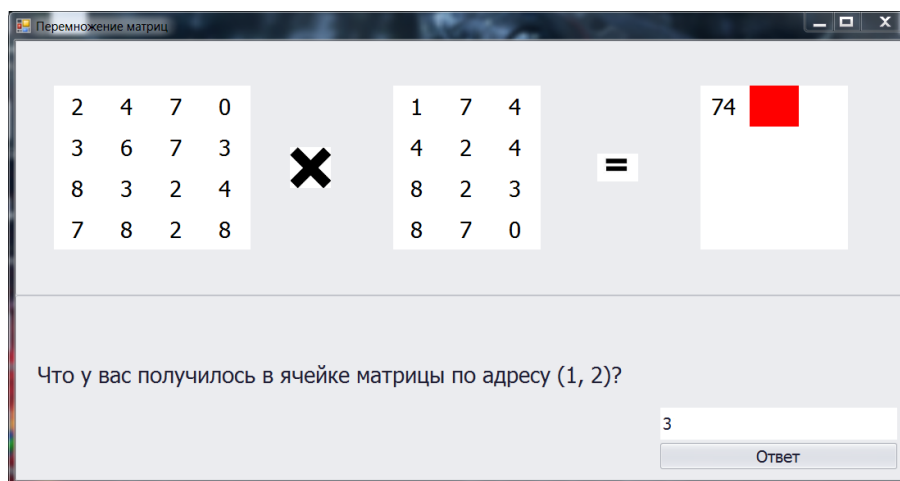 Перемножение матриц
2 4 7 0 1 7 4 74
3 6 7 3 4 2 4
8 3 2 4 8 2 3
7 8 2 8 8 7 0
=
Что у вас получилось в ячейке матрицы по адресу (1, 2)?
3
Ответ